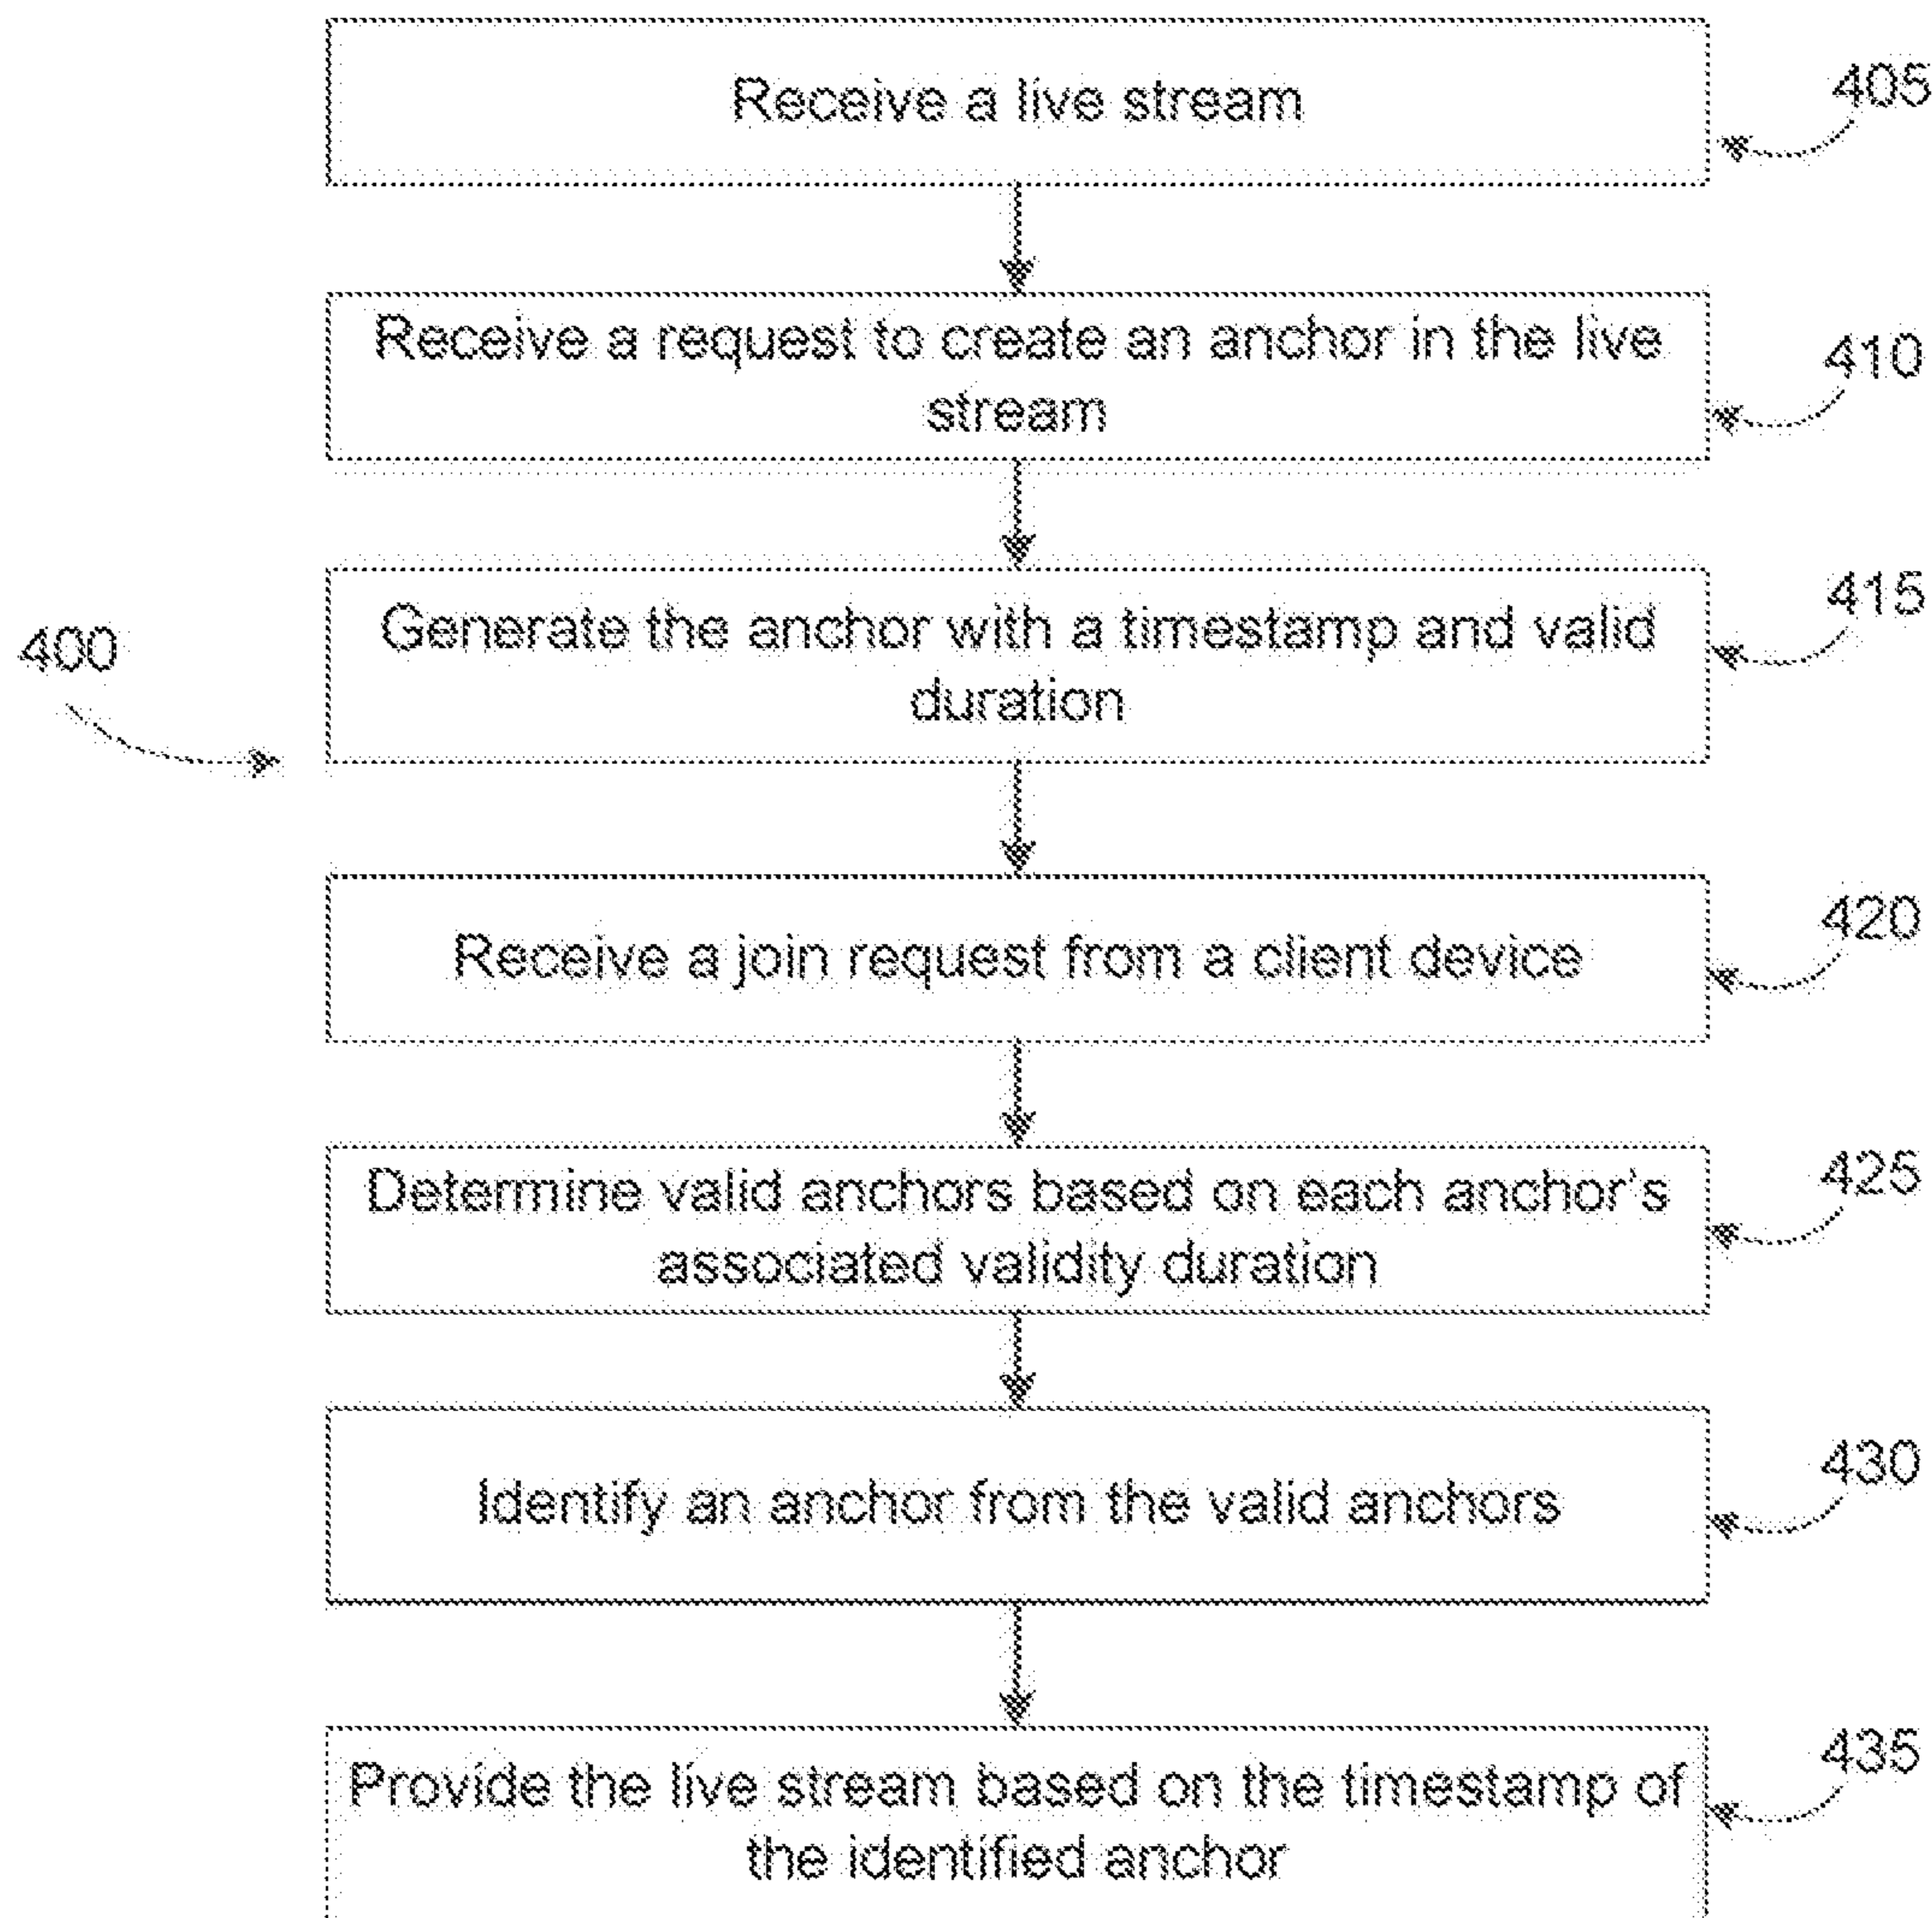 Receive a live stream
405
Receive a request to create an anchor in the live
stream
410
Generate the anchor with a timestamp and valid
duration
415
400
Receive a join request from a client device
420
Determine valid anchors based on each anchor's
associated validity duration
425
Identify an anchor from the valid anchors
430
Provide the live stream based on the timestamp of
the identified anchor
435